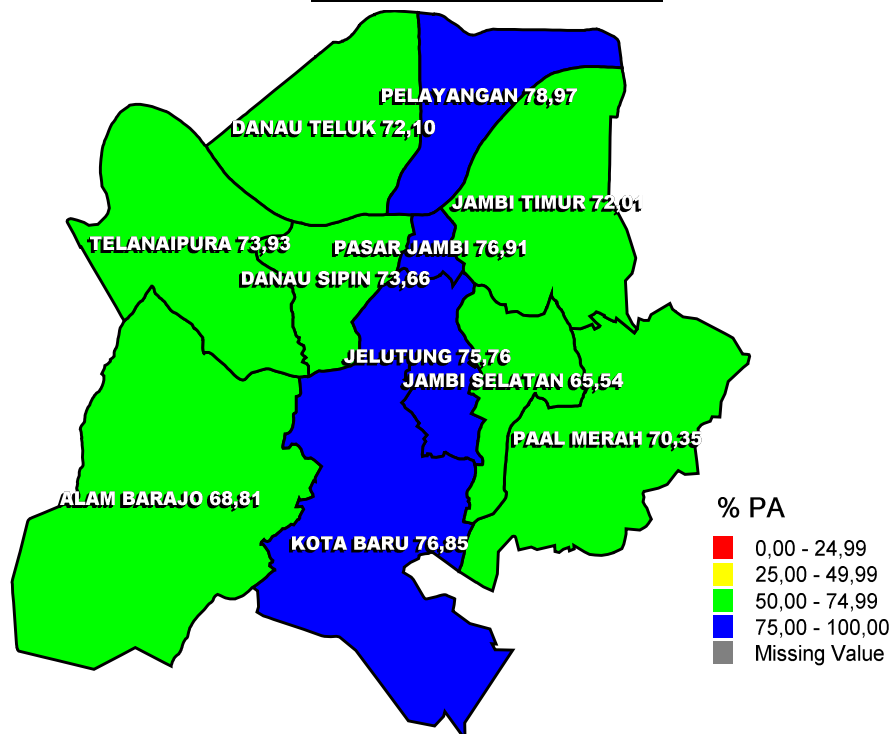 PELAYANGAN 78,97
DANAU TELUK 72,10
JAMBI TIMUR 72,01
TELANAIPURA 73,93
PASAR JAMBI 76,91
DANAU SIPIN 73,66
JELUTUNG 75,76
JAMBI SELATAN 65,54
PAAL MERAH 70,35
ALAM BARAJO 68,81
KOTA BARU 76,85
% PA
0,00 - 24,99
25,00 - 49,99
50,00 - 74,99
75,00 - 100,00
Missing Value